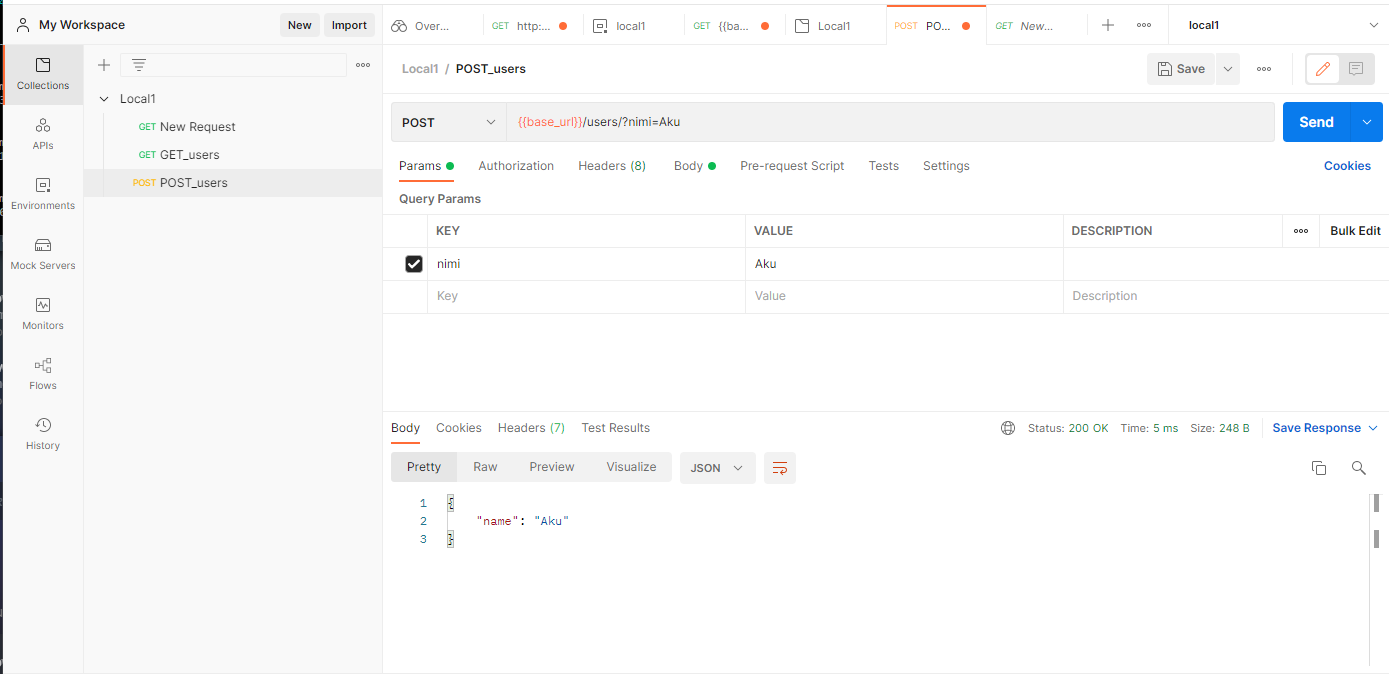 My Workspace New Import Over... GET http:... local1 GET {{ba... Local1 POST PO... GET New... local1
Collections
APIs
Environments
Mock Servers
Monitors
Flows
History
Local1
GET New Request
GET GET_users
POST POST_users
Local1 / POST_users Save
POST {{base_url}}/users/?nimi=Aku Send
Params Authorization Headers (8) Body Pre-request Script Tests Settings Cookies
Query Params
KEY VALUE DESCRIPTION Bulk Edit
nimi Aku
Key Value Description
Body Cookies Headers (7) Test Results Status: 200 OK Time: 5 ms Size: 248 B Save Response
Pretty Raw Preview Visualize JSON
1 {
2 "name": "Aku"
3 }